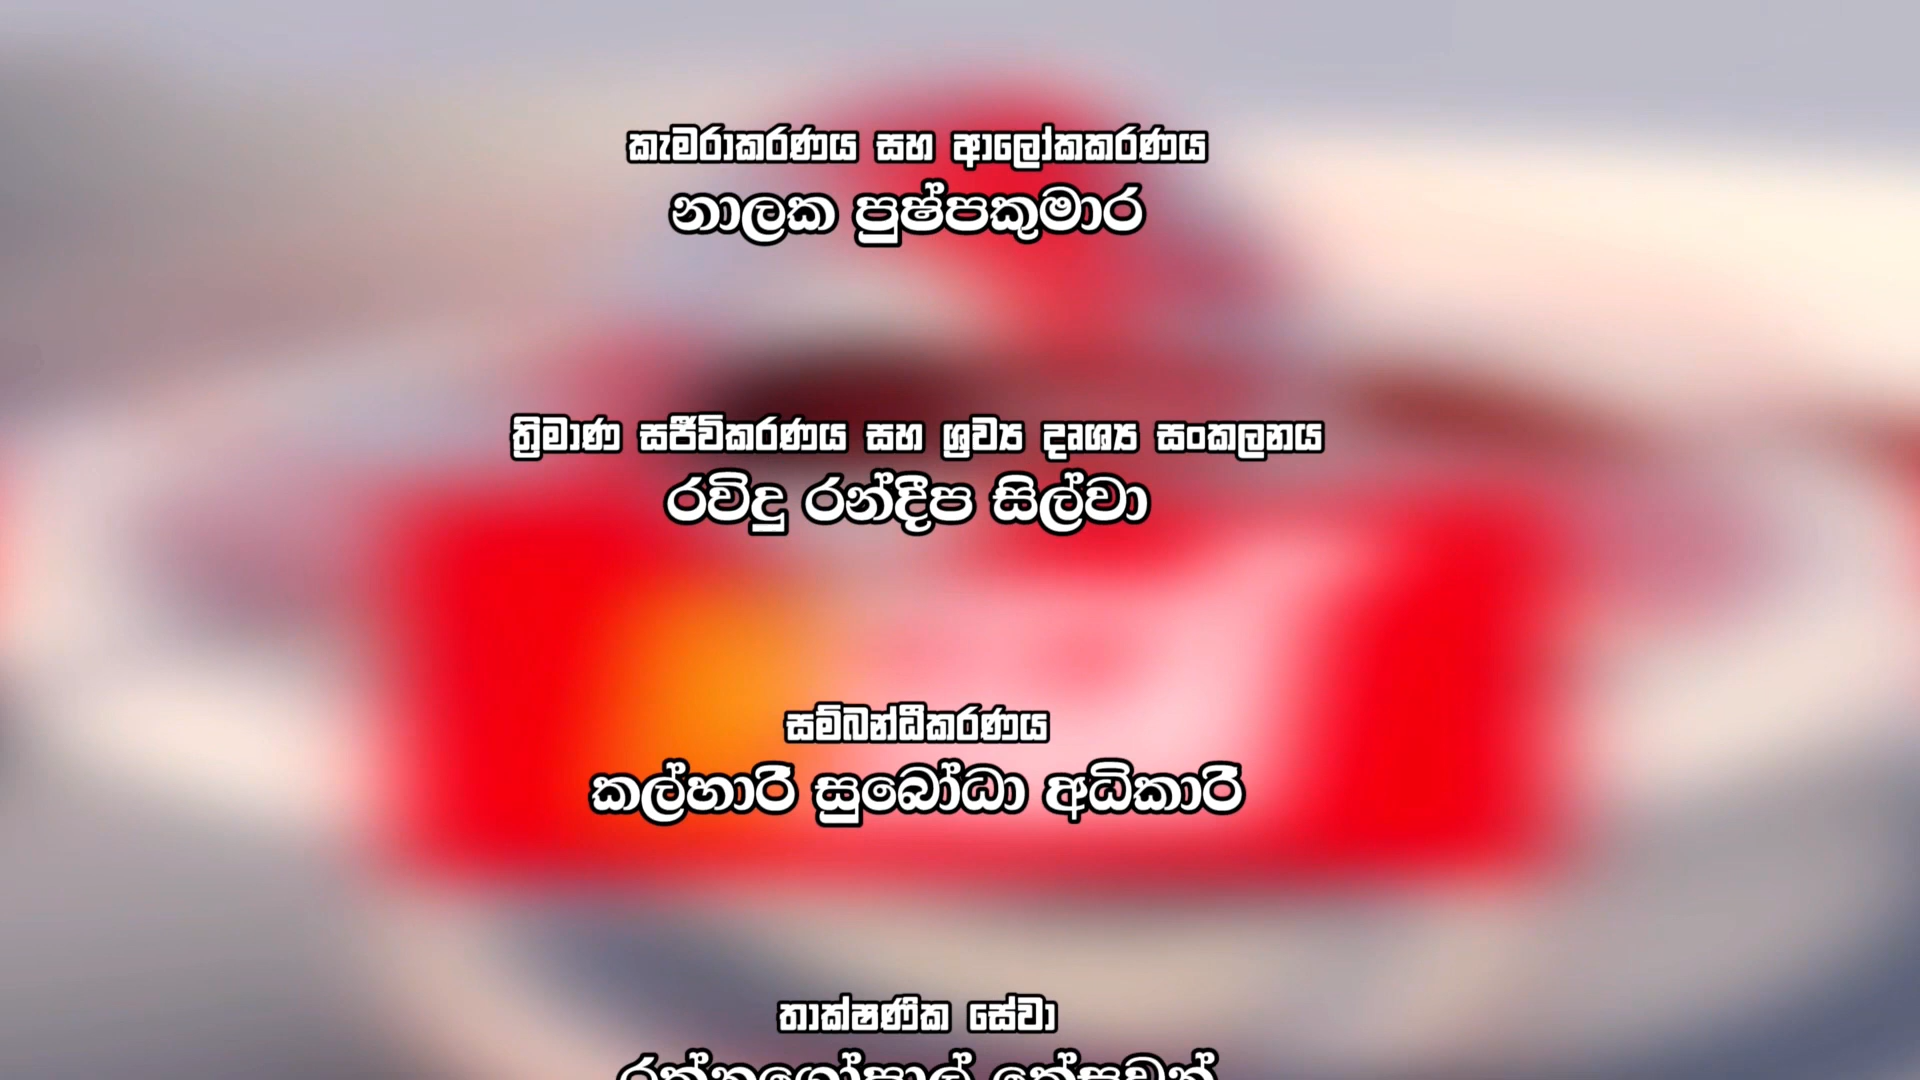 කැමරාකරණය සහ ආලෝකකරණය
නාලක පුෂ්පකුමාර
ත්‍රිමාණ සජීවිකරණය සහ ශ්‍රව්‍ය දෘශ්‍ය සංකලනය
රවිඳු රන්දීප සිල්වා
සම්බන්ධීකරණය
කල්හාරි සුබෝධා අධිකාරි
තාක්ෂණික සේවා